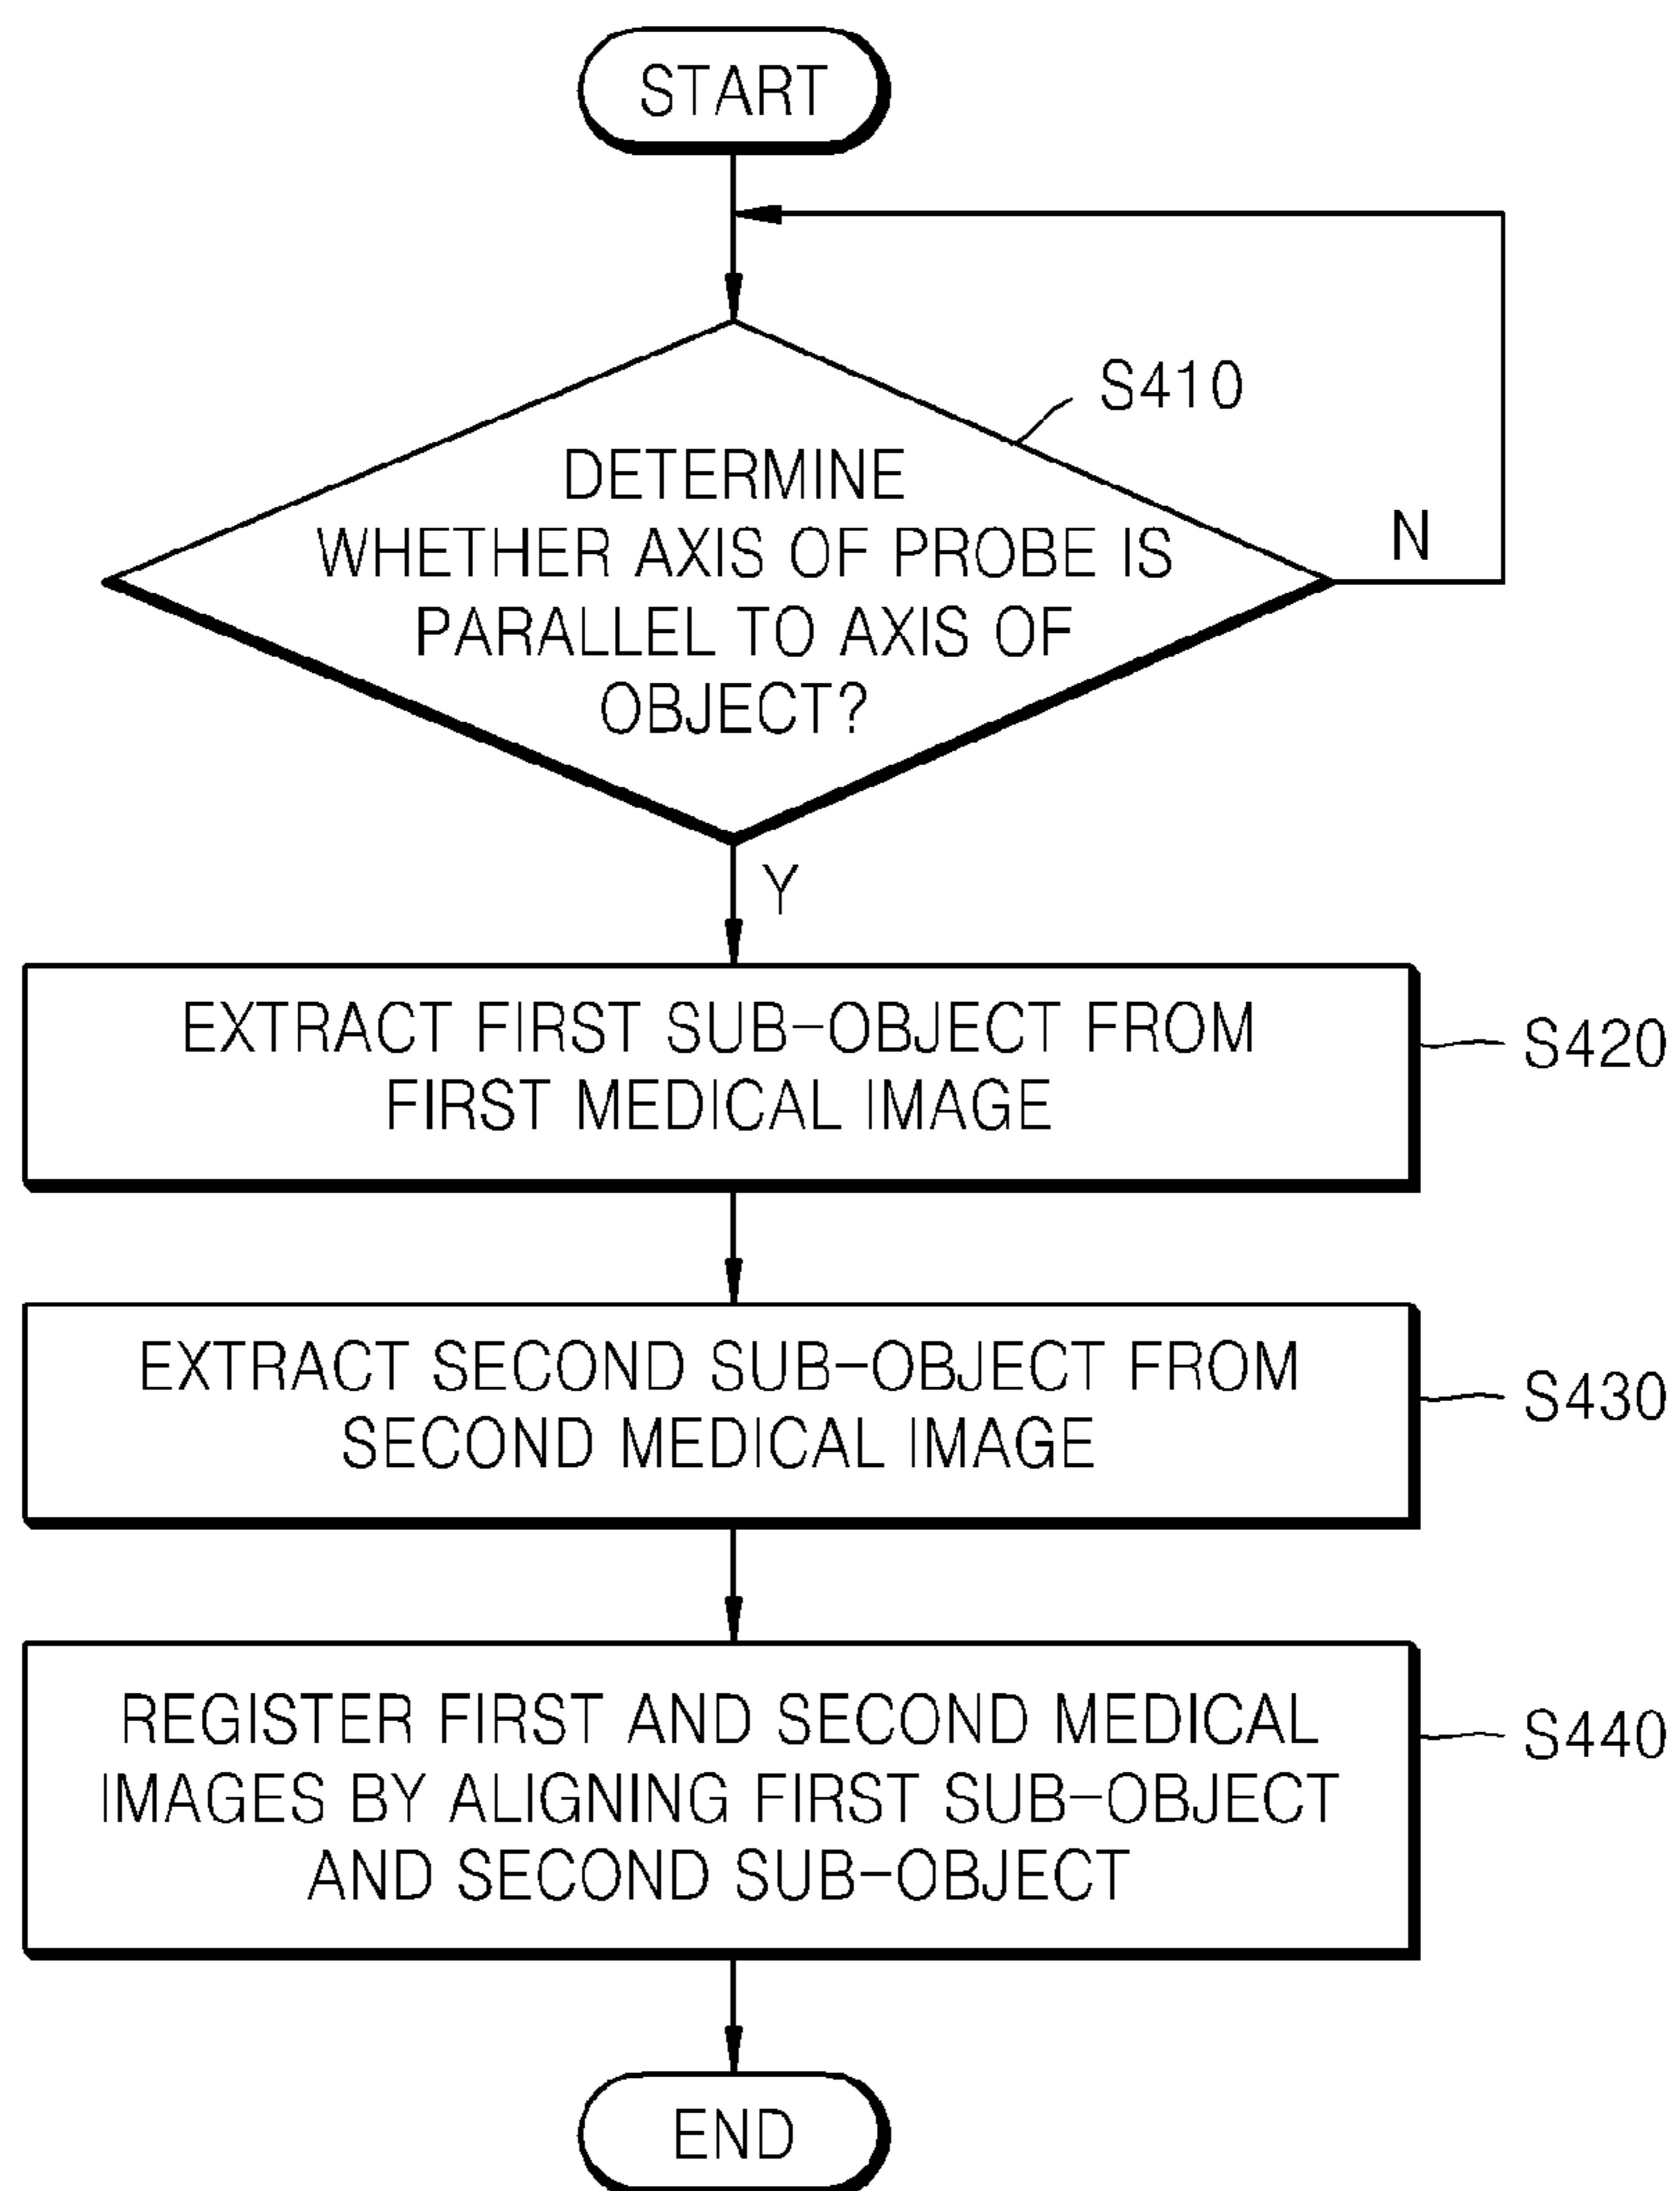 START
S410
DETERMINE
WHETHER AXIS OF PROBE IS
PARALLEL TO AXIS OF
OBJECT?
N
Y
EXTRACT FIRST SUB-OBJECT FROM
FIRST MEDICAL IMAGE
S420
EXTRACT SECOND SUB-OBJECT FROM
SECOND MEDICAL IMAGE
S430
REGISTER FIRST AND SECOND MEDICAL
IMAGES BY ALIGNING FIRST SUB-OBJECT
AND SECOND SUB-OBJECT
S440
END